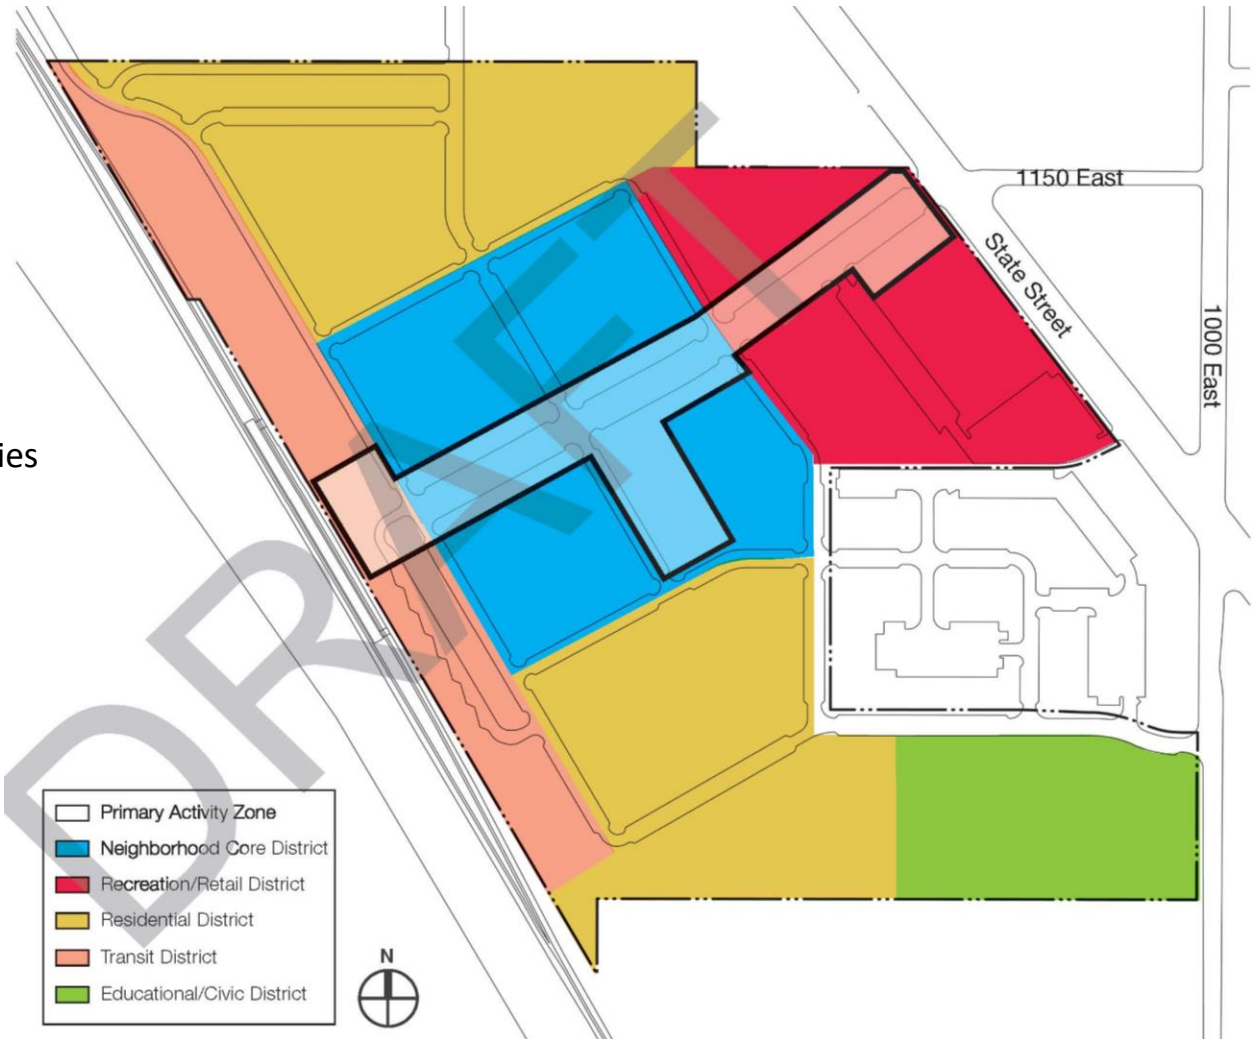 1150 East
State Street
1000 East
ies
DRAFT
Primary Activity Zone
Neighborhood Core District
Recreation/Retail District
Residential District
Transit District
Educational/Civic District
N